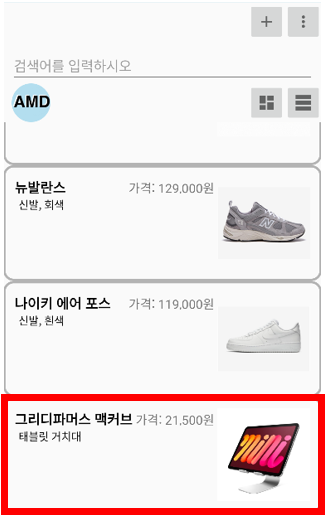 검색어를 입력하시오
AMD
뉴발란스 가격: 129,000원
신발, 회색
나이키 에어 포스 가격: 119,000원
신발, 흰색
그리디파머스 맥커브 가격: 21,500원
태블릿 거치대